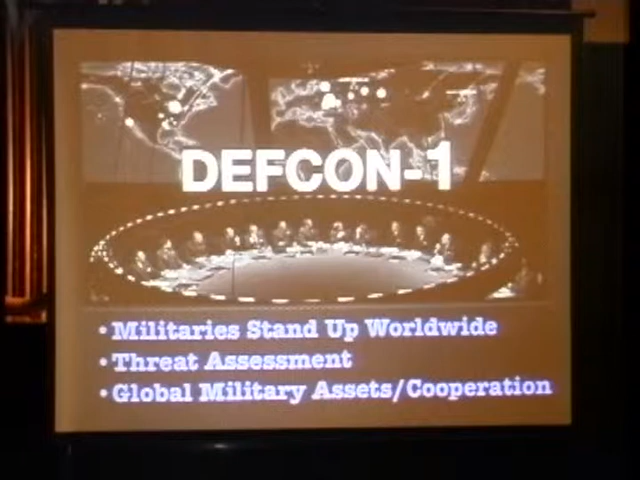 DEFCON-1
• Militaries Stand Up Worldwide
• Threat Assessment
• Global Military Assets/Cooperation